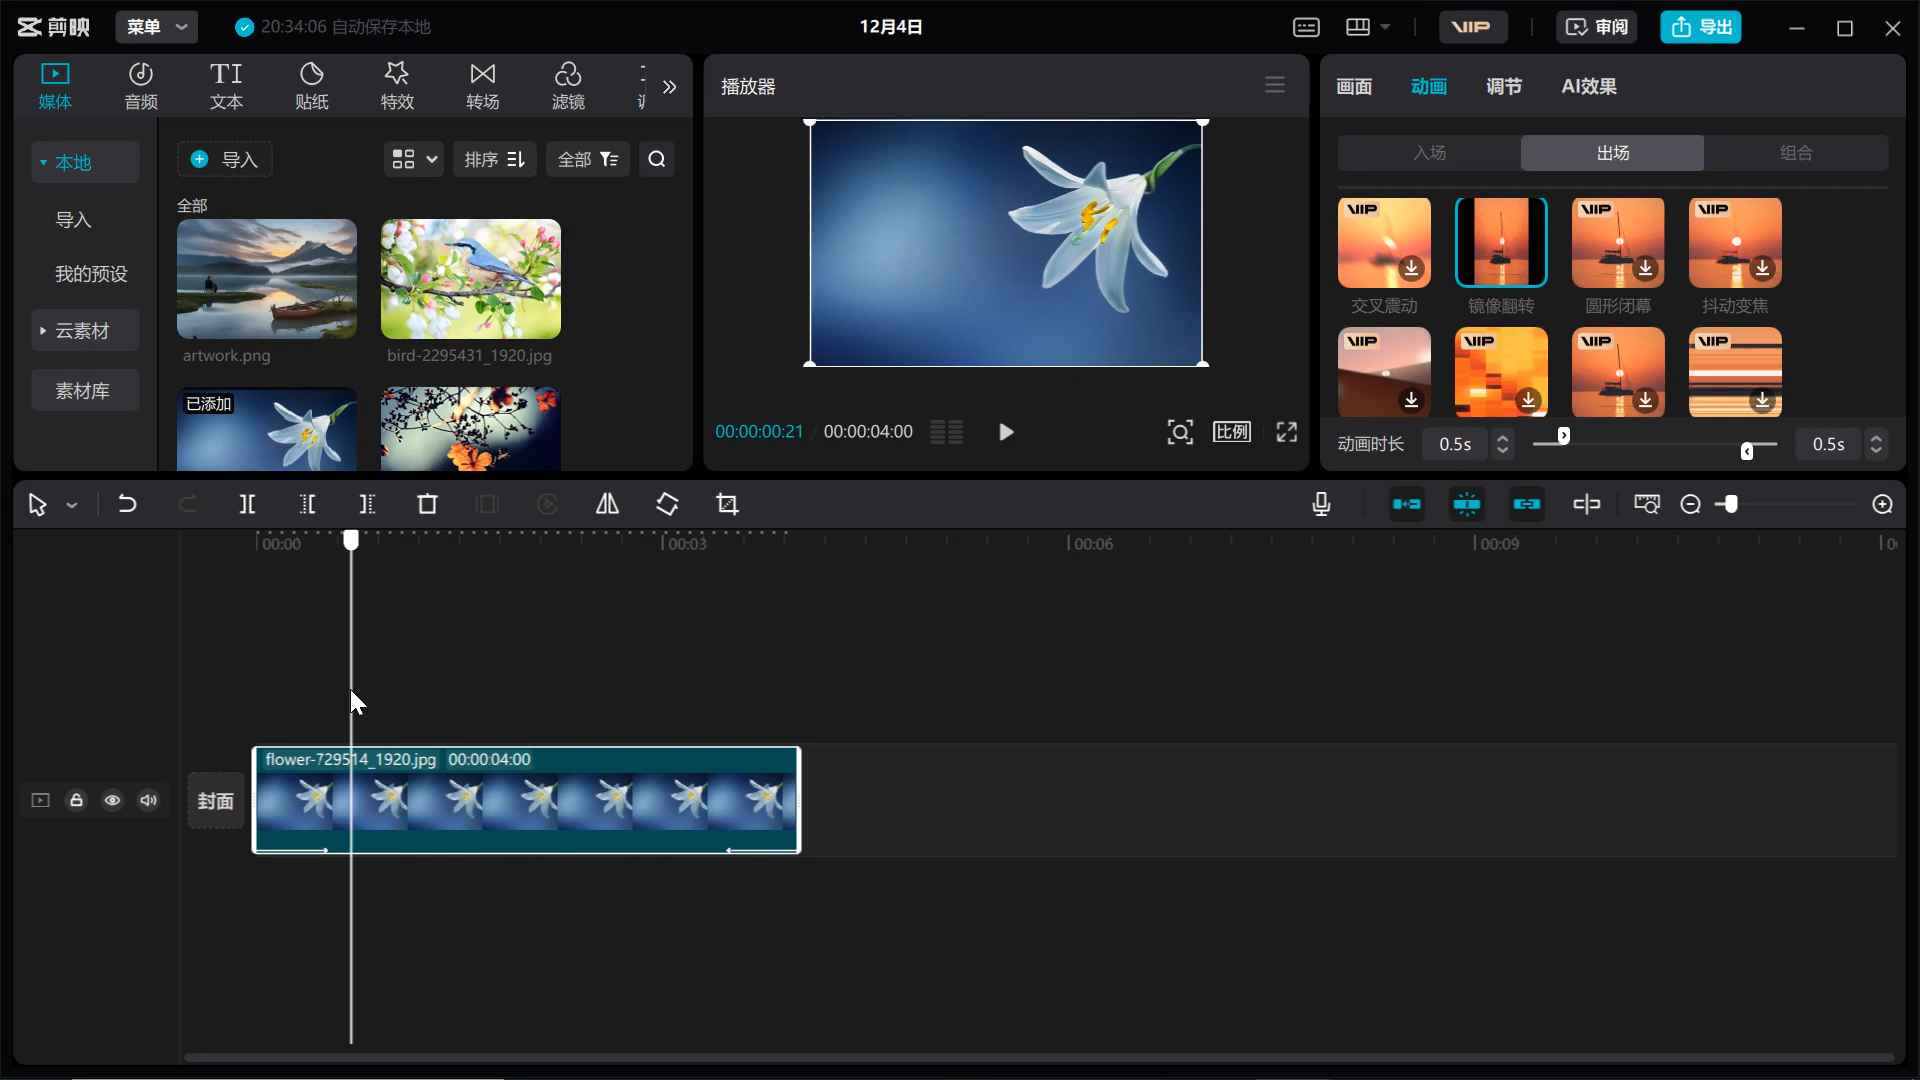 剪映
菜单
20:34:06 自动保存本地
12月4日
VIP
审阅
导出
媒体
音频
TI
文本
贴纸
特效
转场
滤镜
播放器
画面
动画
调节
AI效果
本地
导入
我的预设
云素材
素材库
导入
排序
全部
全部
artwork.png
bird-2295431_1920.jpg
已添加
00:00:00:21 / 00:00:04:00
比例
入场
出场
组合
VIP
VIP
VIP
交叉震动
镜像翻转
圆形闭幕
抖动变焦
VIP
VIP
VIP
VIP
动画时长
0.5s
0.5s
00:00
00:03
00:06
00:09
封面
flower-729514_1920.jpg 00:00:04:00